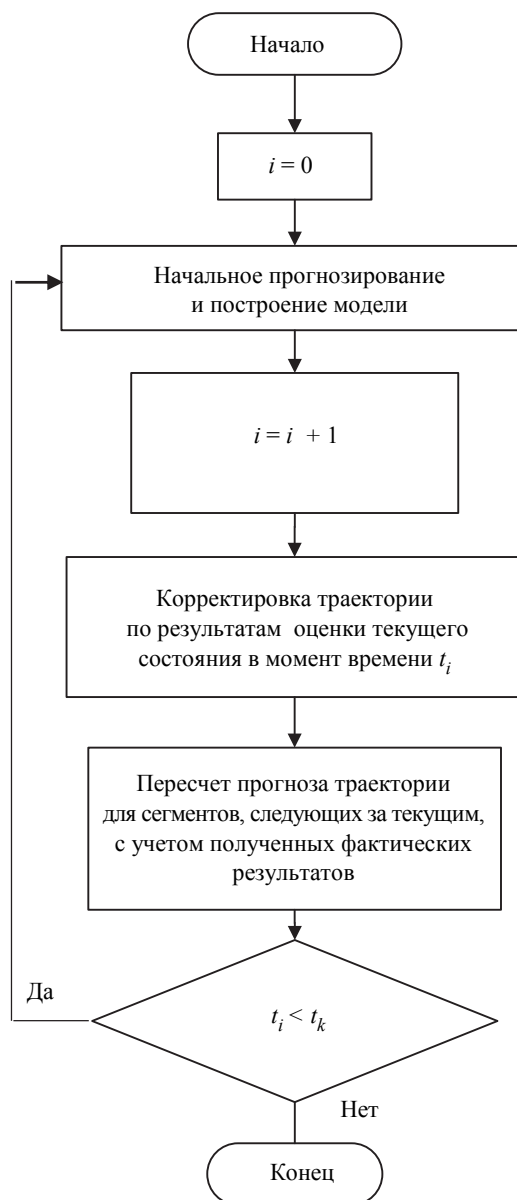 Начало
i = 0
Начальное прогнозирование
и построение модели
i = i + 1
Корректировка траектории
по результатам оценки текущего
состояния в момент времени t_i
Пересчет прогноза траектории
для сегментов, следующих за текущим,
с учетом полученных фактических
результатов
Да
t_i < t_k
Нет
Конец